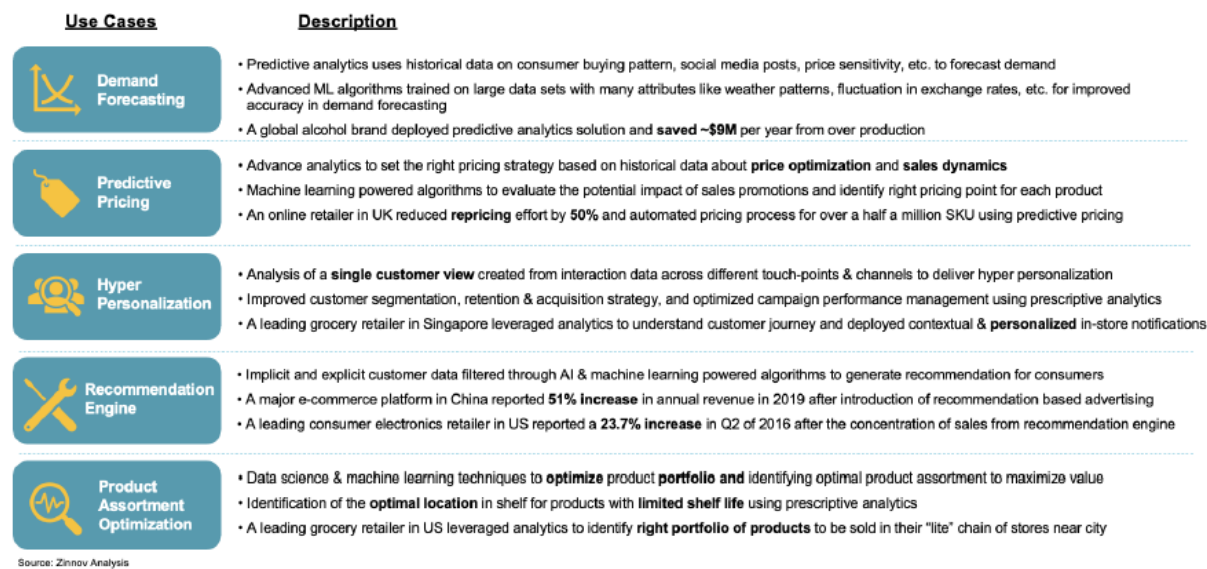 Use Cases
Description
Demand
Forecasting
• Predictive analytics uses historical data on consumer buying pattern, social media posts, price sensitivity, etc. to forecast demand
• Advanced ML algorithms trained on large data sets with many attributes like weather patterns, fluctuation in exchange rates, etc. for improved
accuracy in demand forecasting
• A global alcohol brand deployed predictive analytics solution and saved ~$9M per year from over production
Predictive
Pricing
• Advance analytics to set the right pricing strategy based on historical data about price optimization and sales dynamics
• Machine learning powered algorithms to evaluate the potential impact of sales promotions and identify right pricing point for each product
• An online retailer in UK reduced repricing effort by 50% and automated pricing process for over a half a million SKU using predictive pricing
Hyper
Personalization
• Analysis of a single customer view created from interaction data across different touch-points & channels to deliver hyper personalization
• Improved customer segmentation, retention & acquisition strategy, and optimized campaign performance management using prescriptive analytics
• A leading grocery retailer in Singapore leveraged analytics to understand customer journey and deployed contextual & personalized in-store notifications
Recommendation
Engine
• Implicit and explicit customer data filtered through AI & machine learning powered algorithms to generate recommendation for consumers
• A major e-commerce platform in China reported 51% increase in annual revenue in 2019 after introduction of recommendation based advertising
• A leading consumer electronics retailer in US reported a 23.7% increase in Q2 of 2016 after the concentration of sales from recommendation engine
Product
Assortment
Optimization
• Data science & machine learning techniques to optimize product portfolio and identifying optimal product assortment to maximize value
• Identification of the optimal location in shelf for products with limited shelf life using prescriptive analytics
• A leading grocery retailer in US leveraged analytics to identify right portfolio of products to be sold in their "lite" chain of stores near city
Source: Zinnov Analysis